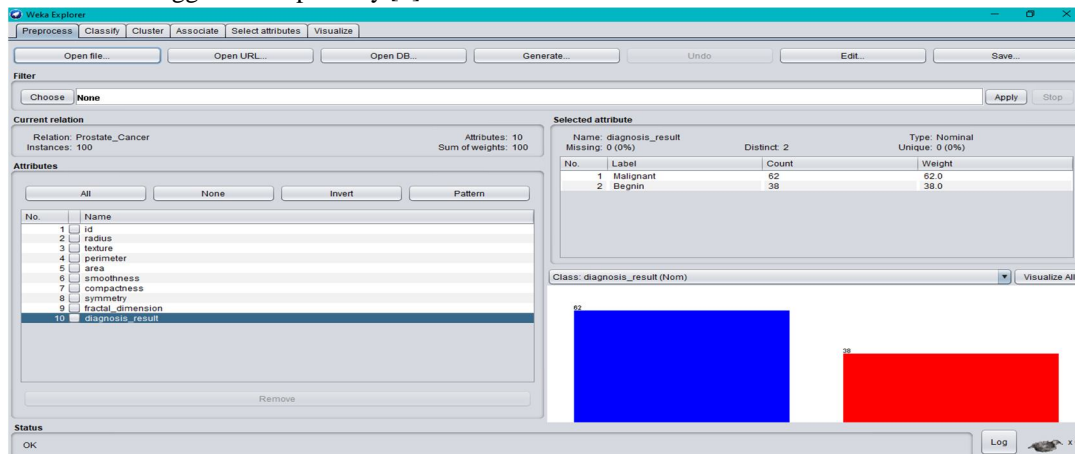 Weka Explorer
Preprocess Classify Cluster Associate Select attributes Visualize
Open file... Open URL... Open DB... Generate... Undo Edit... Save...
Filter
Choose None Apply Stop
Current relation
Relation: Prostate_Cancer Attributes: 10
Instances: 100 Sum of weights: 100
Attributes
All None Invert Pattern
No. Name
1 id
2 radius
3 texture
4 perimeter
5 area
6 smoothness
7 compactness
8 symmetry
9 fractal_dimension
10 diagnosis_result
Remove
Selected attribute
Name: diagnosis_result Type: Nominal
Missing: 0 (0%) Distinct: 2 Unique: 0 (0%)
No. Label Count Weight
1 Malignant 62 62.0
2 Begnin 38 38.0
Class: diagnosis_result (Nom) Visualize All
62
38
Status
OK Log x